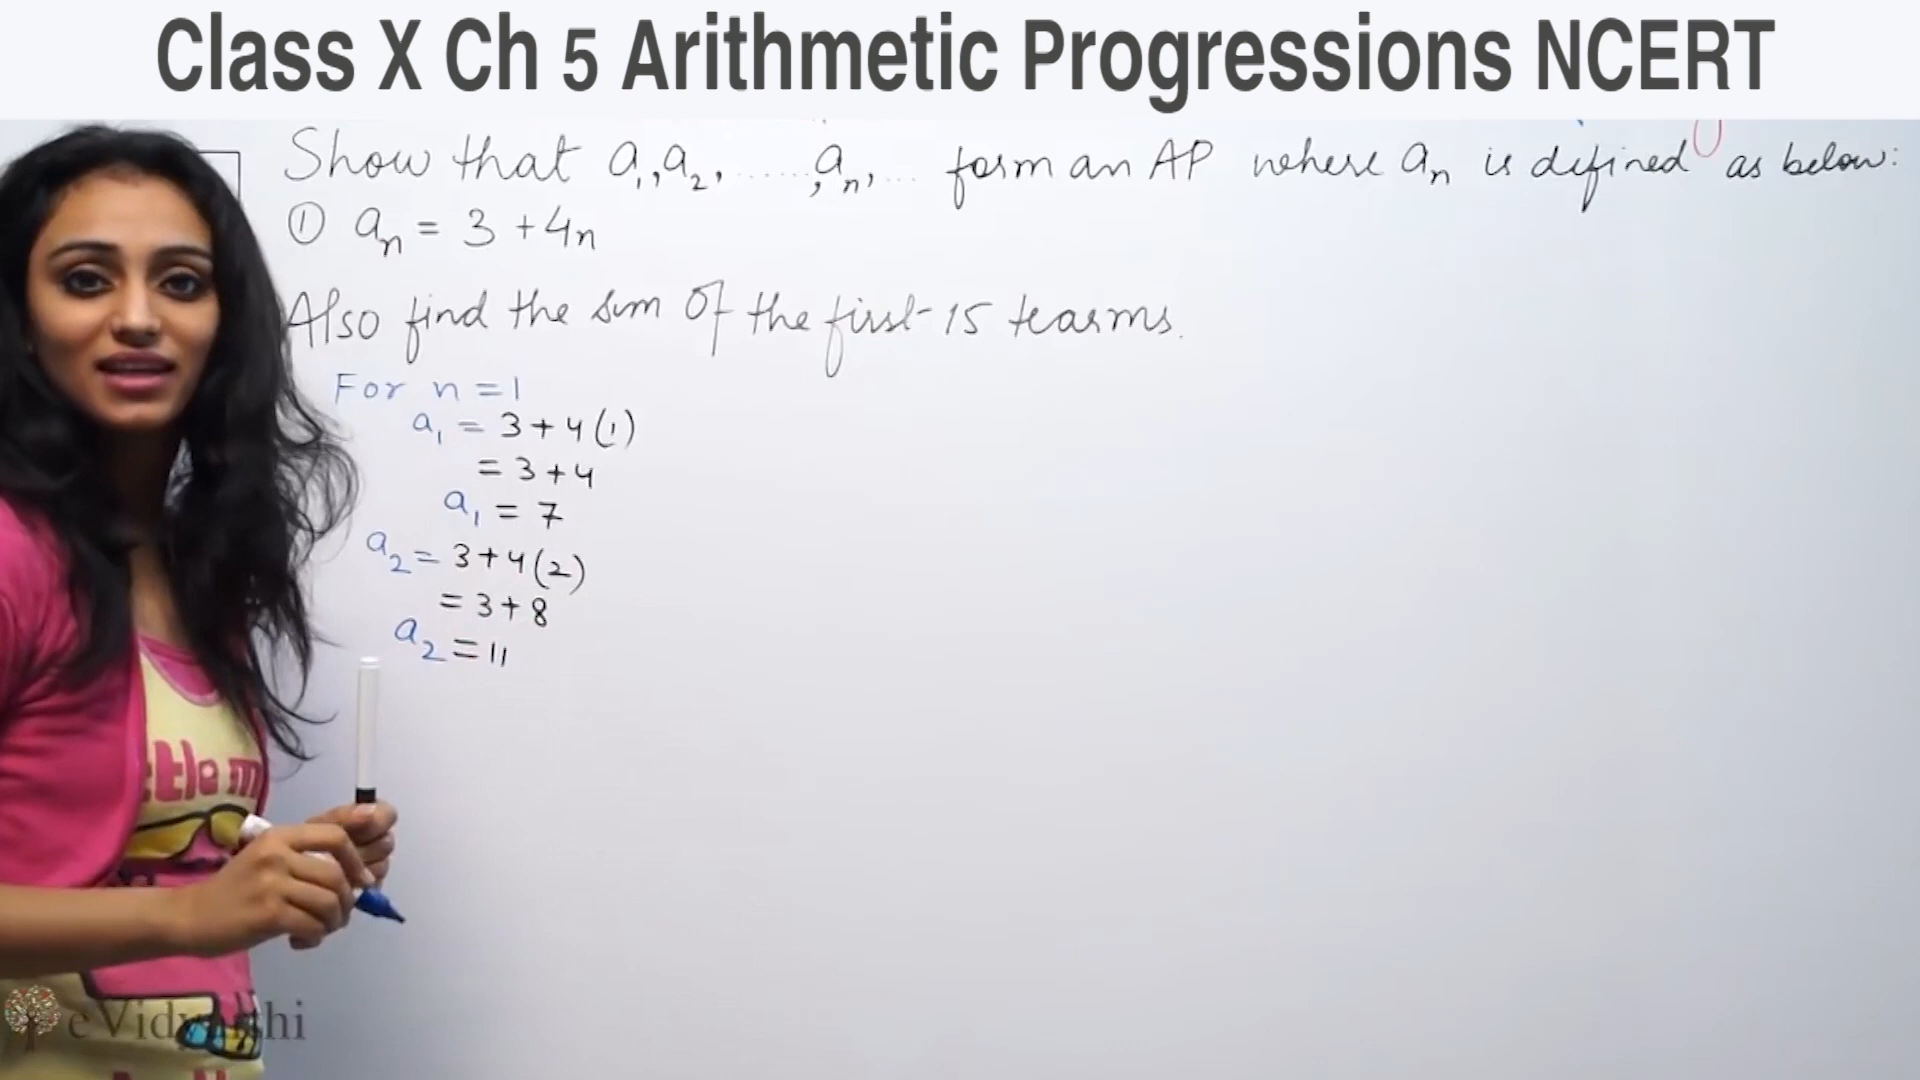 Class X Ch 5 Arithmetic Progressions NCERT
Show that a₁, a₂, ......, aₙ, ... form an AP where aₙ is difined as below:
① aₙ = 3 + 4n
Also find the sum of the first 15 tearms.
For n = 1
a₁ = 3 + 4 (1)
= 3 + 4
a₁ = 7
a₂ = 3 + 4 (2)
= 3 + 8
a₂ = 11
eVidyarthi